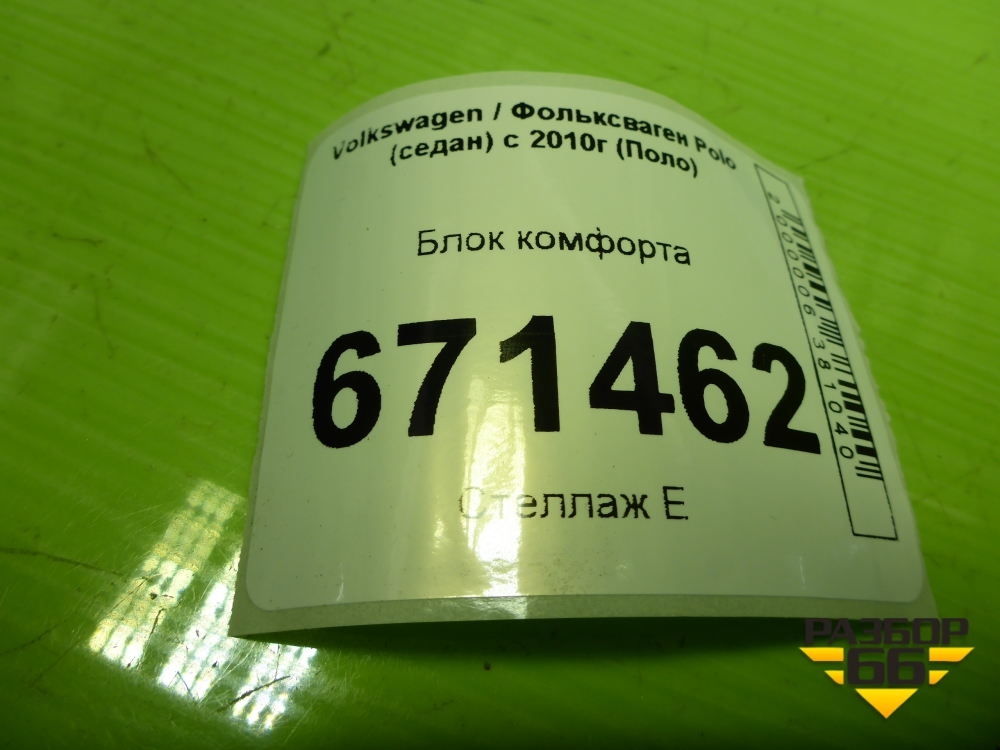 Volkswagen / Фольксваген Polo
(седан) с 2010г (Поло)
Блок комфорта
671462
Стеллаж Е
2000006381040
РАЗБОР
66